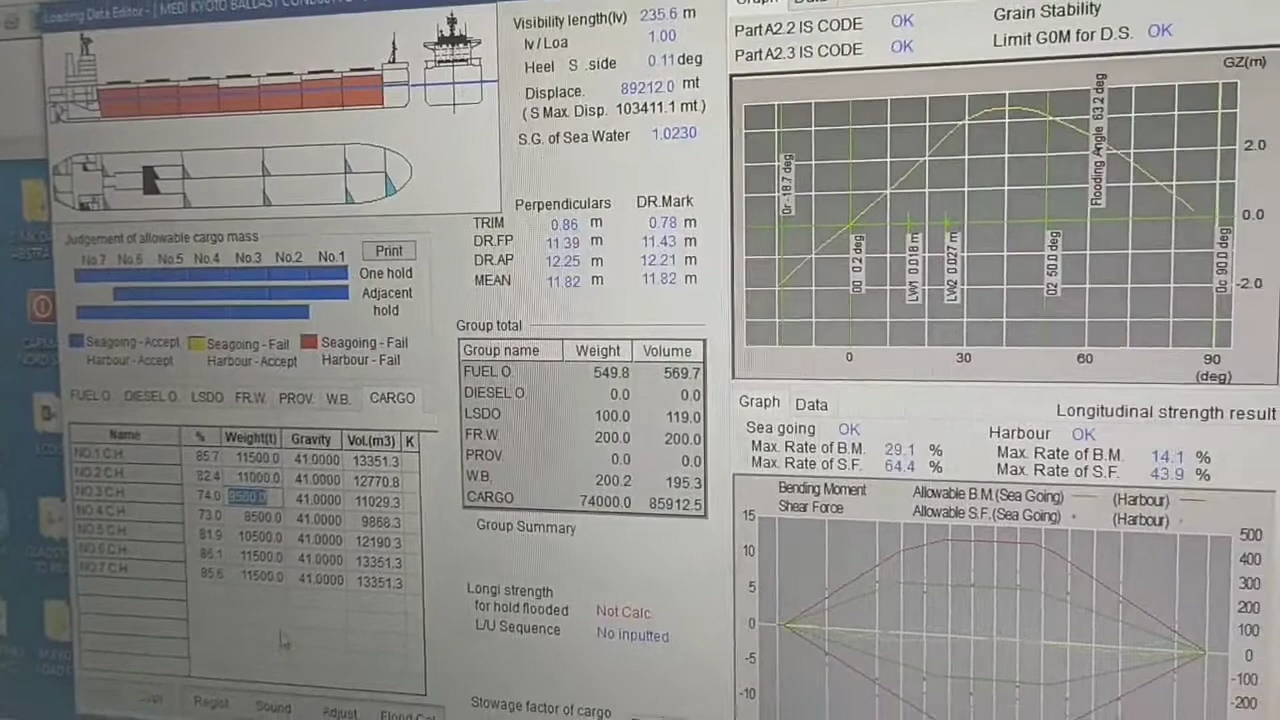 Loading Data Editor - [ MEDI KYOTO BALLAST CONDITION
Visibility length(lv) 235.6 m
lv / Loa 1.00
Heel S .side 0.11 deg
Displace. 89212.0 mt
( S Max. Disp. 103411.1 mt )
S.G. of Sea Water 1.0230
Perpendiculars DR.Mark
TRIM 0.86 m 0.78 m
DR.FP 11.39 m 11.43 m
DR.AP 12.25 m 12.21 m
MEAN 11.82 m 11.82 m
Judgement of allowable cargo mass
Print
No.7 No.6 No.5 No.4 No.3 No.2 No.1
One hold
Adjacent
hold
Seagoing - Accept Seagoing - Fail Seagoing - Fail
Harbour - Accept Harbour - Accept Harbour - Fail
FUEL O. DIESEL O. LSDO FR.W. PROV. W.B. CARGO
Name % Weight(t) Gravity Vol.(m3) K
NO.1 C.H 85.7 11500.0 41.0000 13351.3
NO.2 C.H 82.4 11000.0 41.0000 12770.8
NO.3 C.H 74.0 9500.0 41.0000 11029.3
NO.4 C.H 73.0 8500.0 41.0000 9868.3
NO.5 C.H 81.9 10500.0 41.0000 12190.3
NO.6 C.H 86.1 11500.0 41.0000 13351.3
NO.7 C.H 85.6 11500.0 41.0000 13351.3
Regist Sound Adjust
Group total
Group name Weight Volume
FUEL O. 549.8 569.7
DIESEL O. 0.0 0.0
LSDO 100.0 119.0
FR.W. 200.0 200.0
PROV. 0.0 0.0
W.B. 200.2 195.3
CARGO 74000.0 85912.5
Group Summary
Longi strength
for hold flooded Not Calc
L/U Sequence No inputted
Stowage factor of cargo
Graph Data
Part A2.2 IS CODE OK
Part A2.3 IS CODE OK
Grain Stability
Limit G0M for D.S. OK
GZ(m)
2.0
0.0
-2.0
Θr -18.7 deg
Θ0 0.2 deg
LW1 0.018 m
LW2 0.027 m
Θ2 50.0 deg
Flooding Angle 63.2 deg
Θc 90.0 deg
0 30 60 90
(deg)
Graph Data
Longitudinal strength result
Sea going OK Harbour OK
Max. Rate of B.M. 29.1 % Max. Rate of B.M. 14.1 %
Max. Rate of S.F. 64.4 % Max. Rate of S.F. 43.9 %
Bending Moment Allowable B.M.(Sea Going) (Harbour)
Shear Force Allowable S.F.(Sea Going) (Harbour)
15 500
10 400
300
5 200
100
0 0
-5 -100
-10 -200